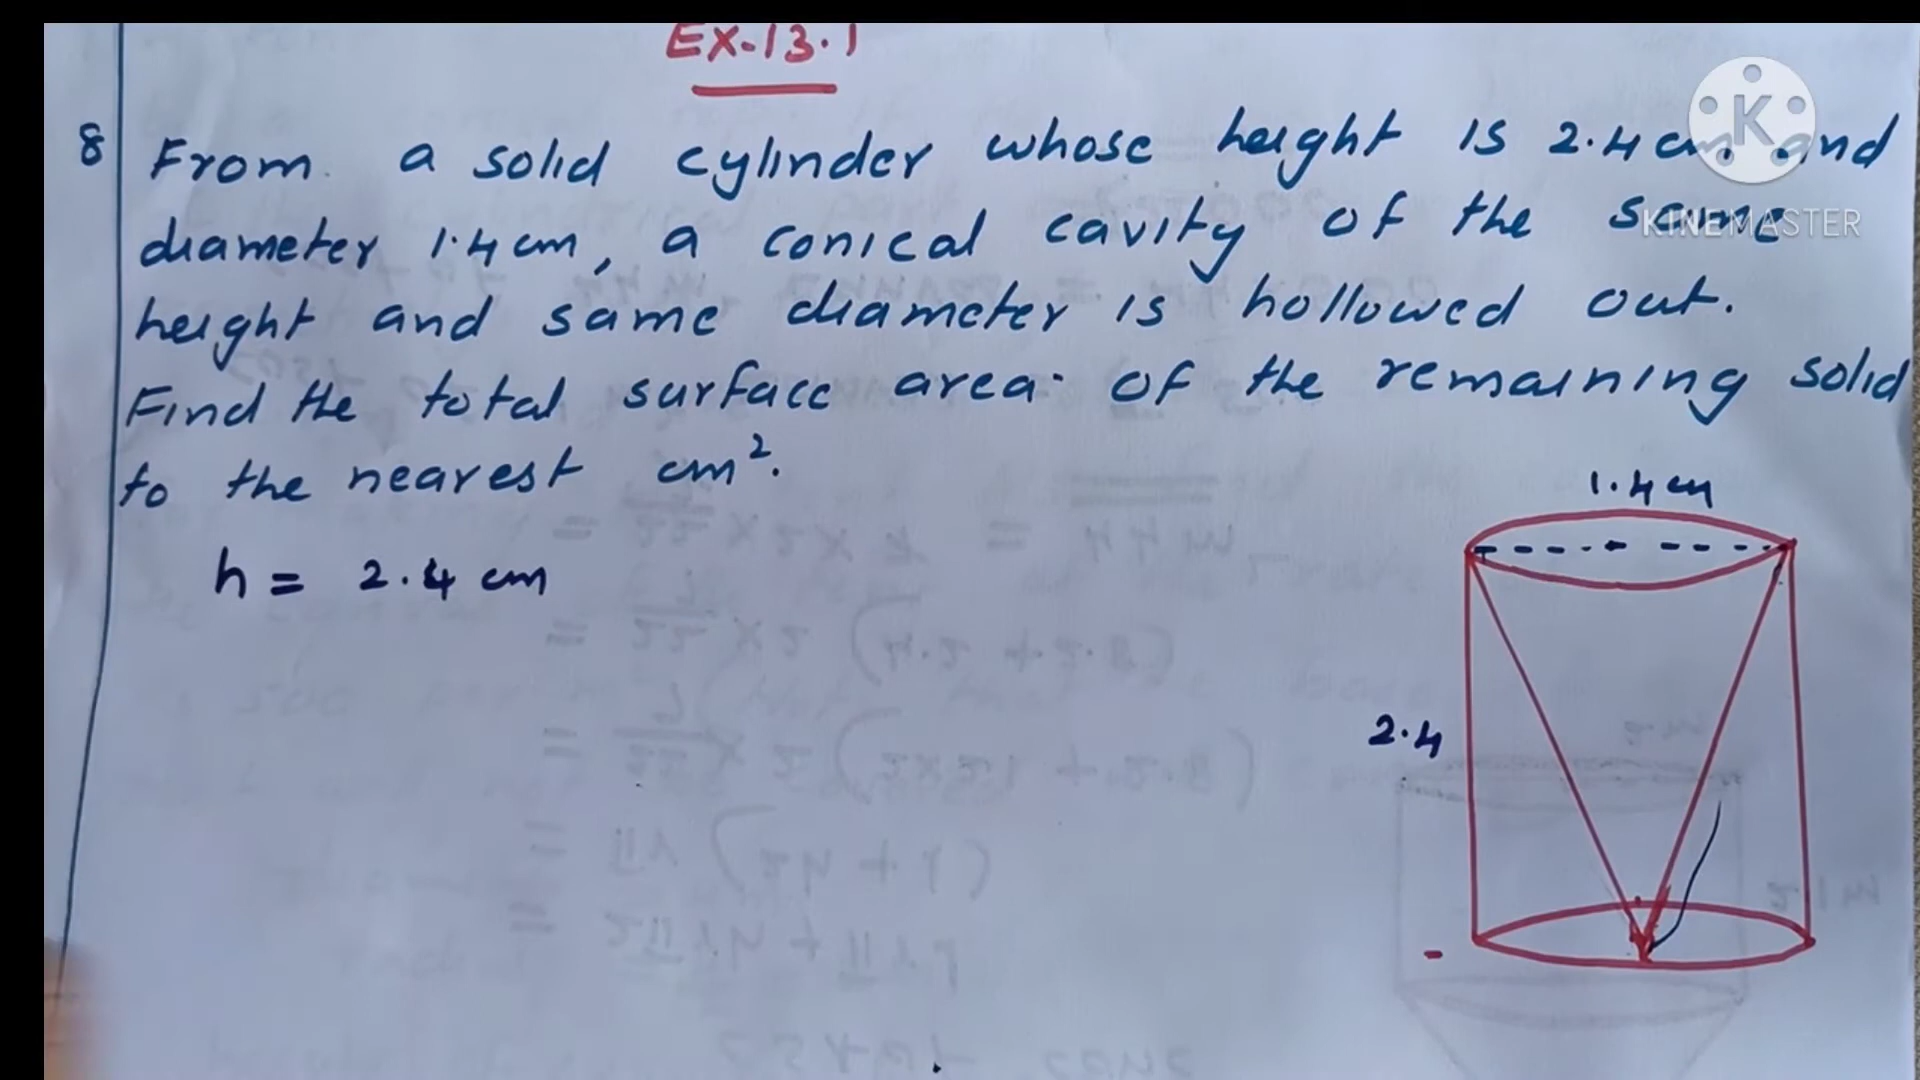 Ex.13.1
8 From a solid cylinder whose height is 2.4 cm and
diameter 1.4 cm, a conical cavity of the same
height and same diameter is hollowed out.
Find the total surface area of the remaining solid
to the nearest cm².
h = 2.4 cm
1.4 cm
2.4
K
KINEMASTER